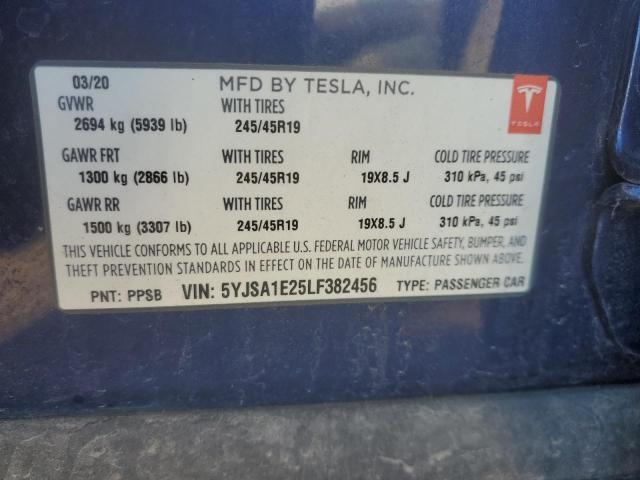 03/20 MFD BY TESLA, INC.
GVWR WITH TIRES
2694 kg (5939 lb) 245/45R19
TESLA
GAWR FRT WITH TIRES RIM COLD TIRE PRESSURE
1300 kg (2866 lb) 245/45R19 19X8.5 J 310 kPa, 45 psi
GAWR RR WITH TIRES RIM COLD TIRE PRESSURE
1500 kg (3307 lb) 245/45R19 19X8.5 J 310 kPa, 45 psi
THIS VEHICLE CONFORMS TO ALL APPLICABLE U.S. FEDERAL MOTOR VEHICLE SAFETY, BUMPER, AND
THEFT PREVENTION STANDARDS IN EFFECT ON THE DATE OF MANUFACTURE SHOWN ABOVE.
PNT: PPSB VIN: 5YJSA1E25LF382456 TYPE: PASSENGER CAR